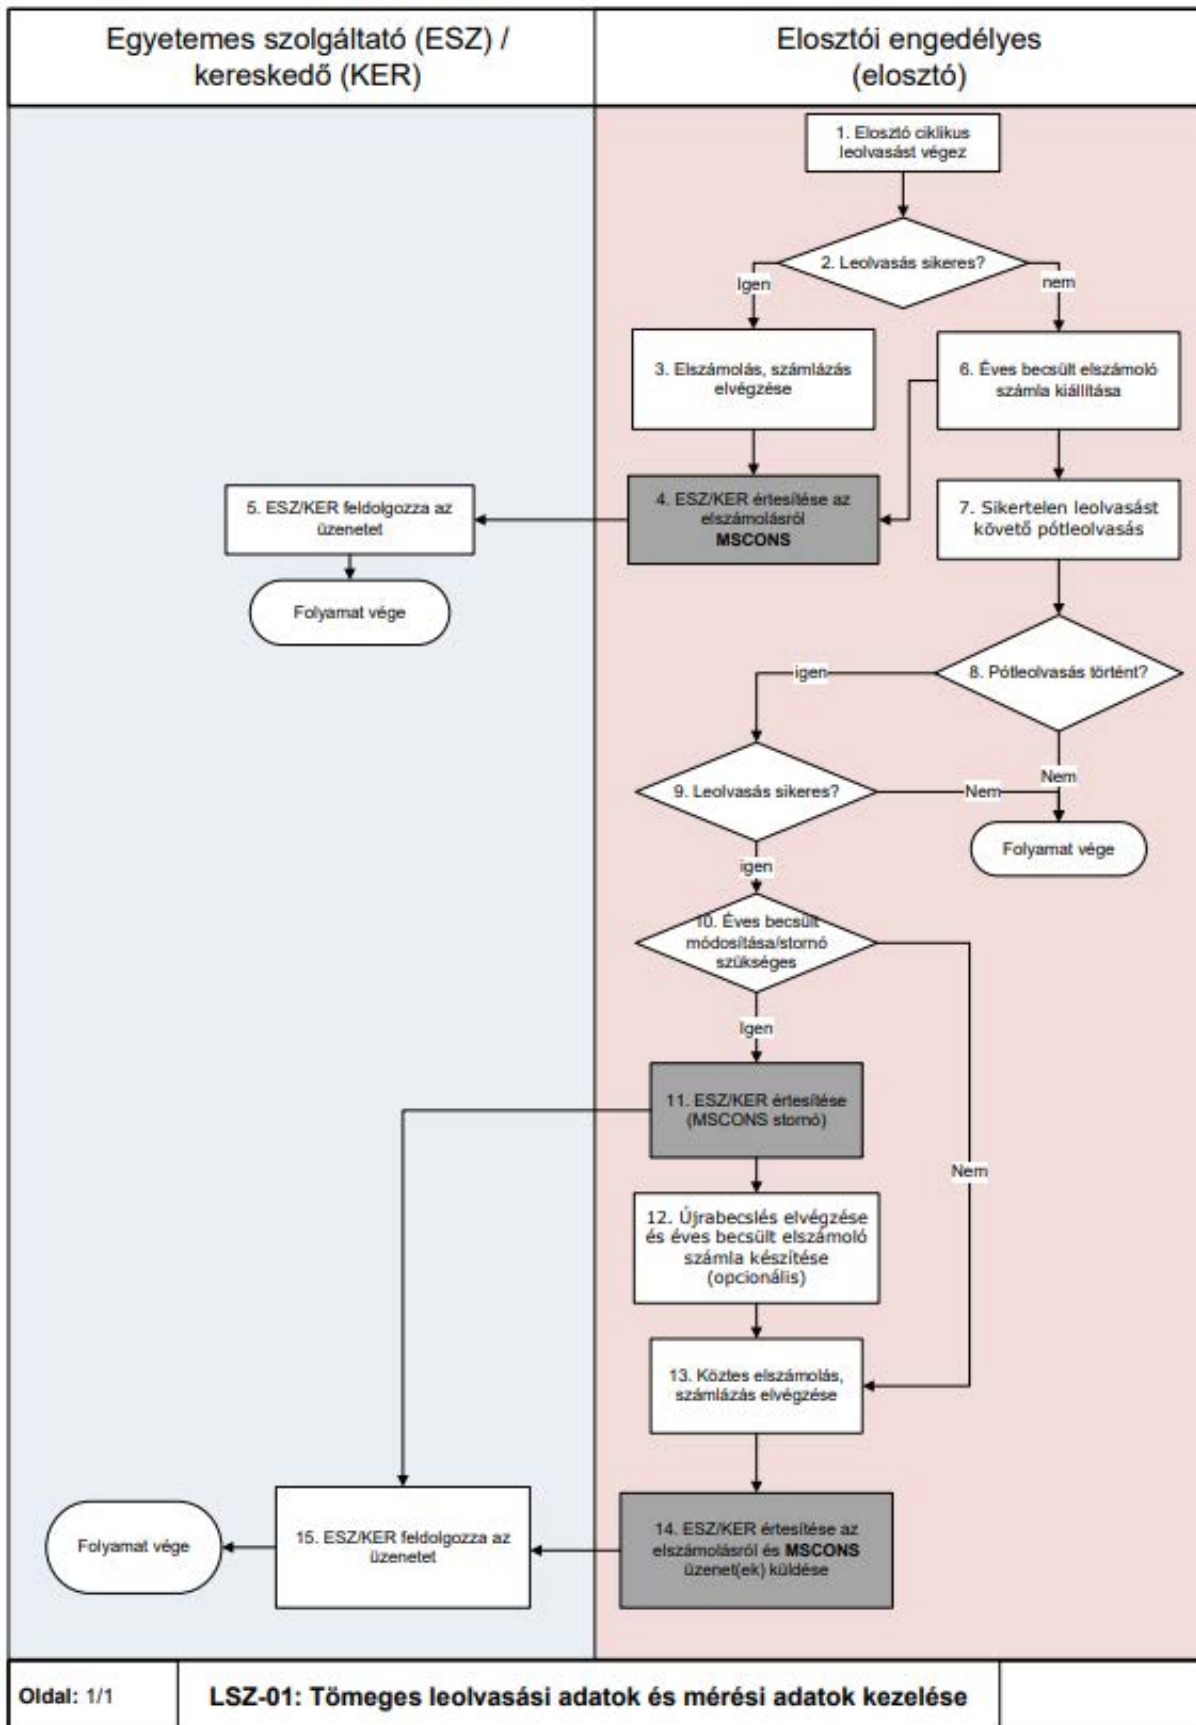 Egyetemes szolgáltató (ESZ) /
kereskedő (KER)
Elosztói engedélyes
(elosztó)
1. Elosztó ciklikus
leolvasást végez
2. Leolvasás sikeres?
Igen
nem
3. Elszámolás, számlázás
elvégzése
6. Éves becsült elszámoló
számla kiállítása
4. ESZ/KER értesítése az
elszámolásról
MSCONS
5. ESZ/KER feldolgozza az
üzenetet
7. Sikertelen leolvasást
követő pótleolvasás
Folyamat vége
8. Pótleolvasás történt?
igen
Nem
9. Leolvasás sikeres?
Nem
Folyamat vége
igen
10. Éves becsült
módosítása/stornó
szükséges
Igen
11. ESZ/KER értesítése
(MSCONS stornó)
Nem
12. Újrabecslés elvégzése
és éves becsült elszámoló
számla készítése
(opcionális)
13. Köztes elszámolás,
számlázás elvégzése
14. ESZ/KER értesítése az
elszámolásról és MSCONS
üzenet(ek) küldése
15. ESZ/KER feldolgozza az
üzenetet
Folyamat vége
Oldal: 1/1
LSZ-01: Tömeges leolvasási adatok és mérési adatok kezelése